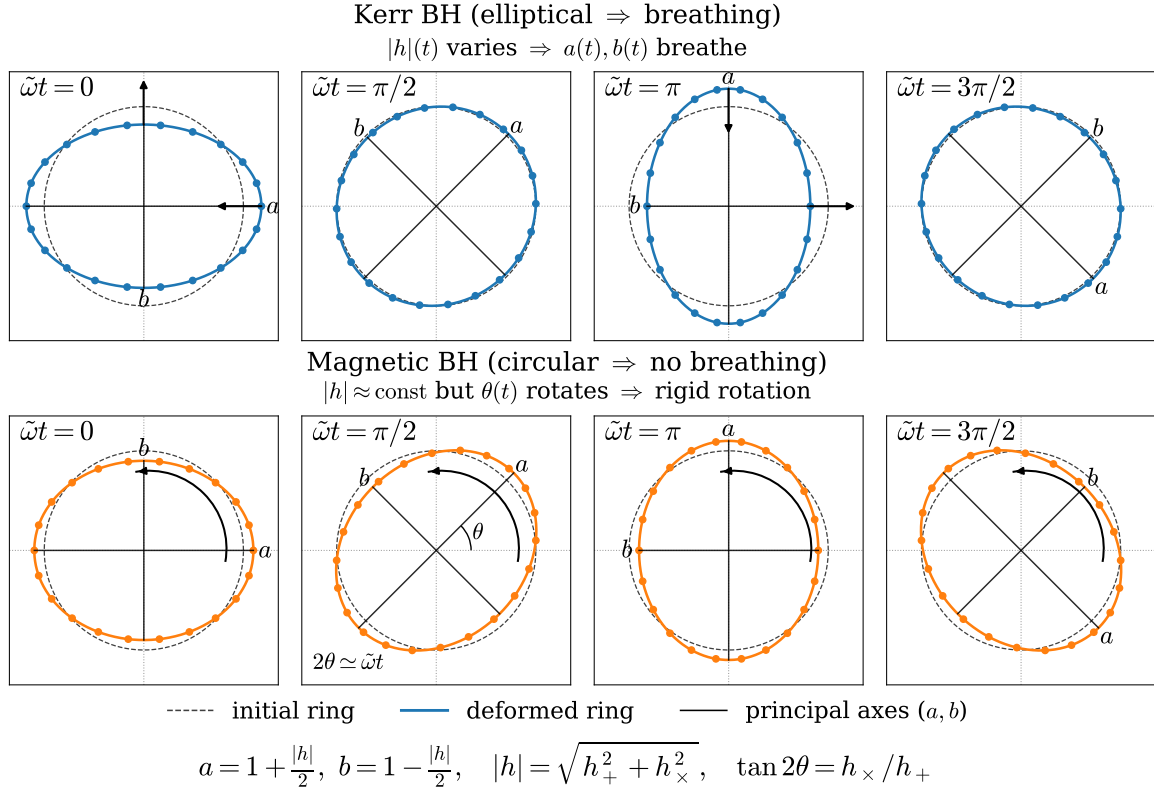 Kerr BH (elliptical ⇒ breathing)
|h|(t) varies ⇒ a(t), b(t) breathe
ω̃t = 0
a
b
ω̃t = π/2
b
a
ω̃t = π
a
b
ω̃t = 3π/2
b
a
Magnetic BH (circular ⇒ no breathing)
|h| ≈ const but θ(t) rotates ⇒ rigid rotation
ω̃t = 0
b
a
ω̃t = π/2
b
a
θ
2θ ≃ ω̃t
ω̃t = π
a
b
ω̃t = 3π/2
b
a
initial ring deformed ring principal axes (a, b)
a = 1 + |h|/2, b = 1 − |h|/2, |h| = √(h₊² + h×²), tan 2θ = h×/h₊